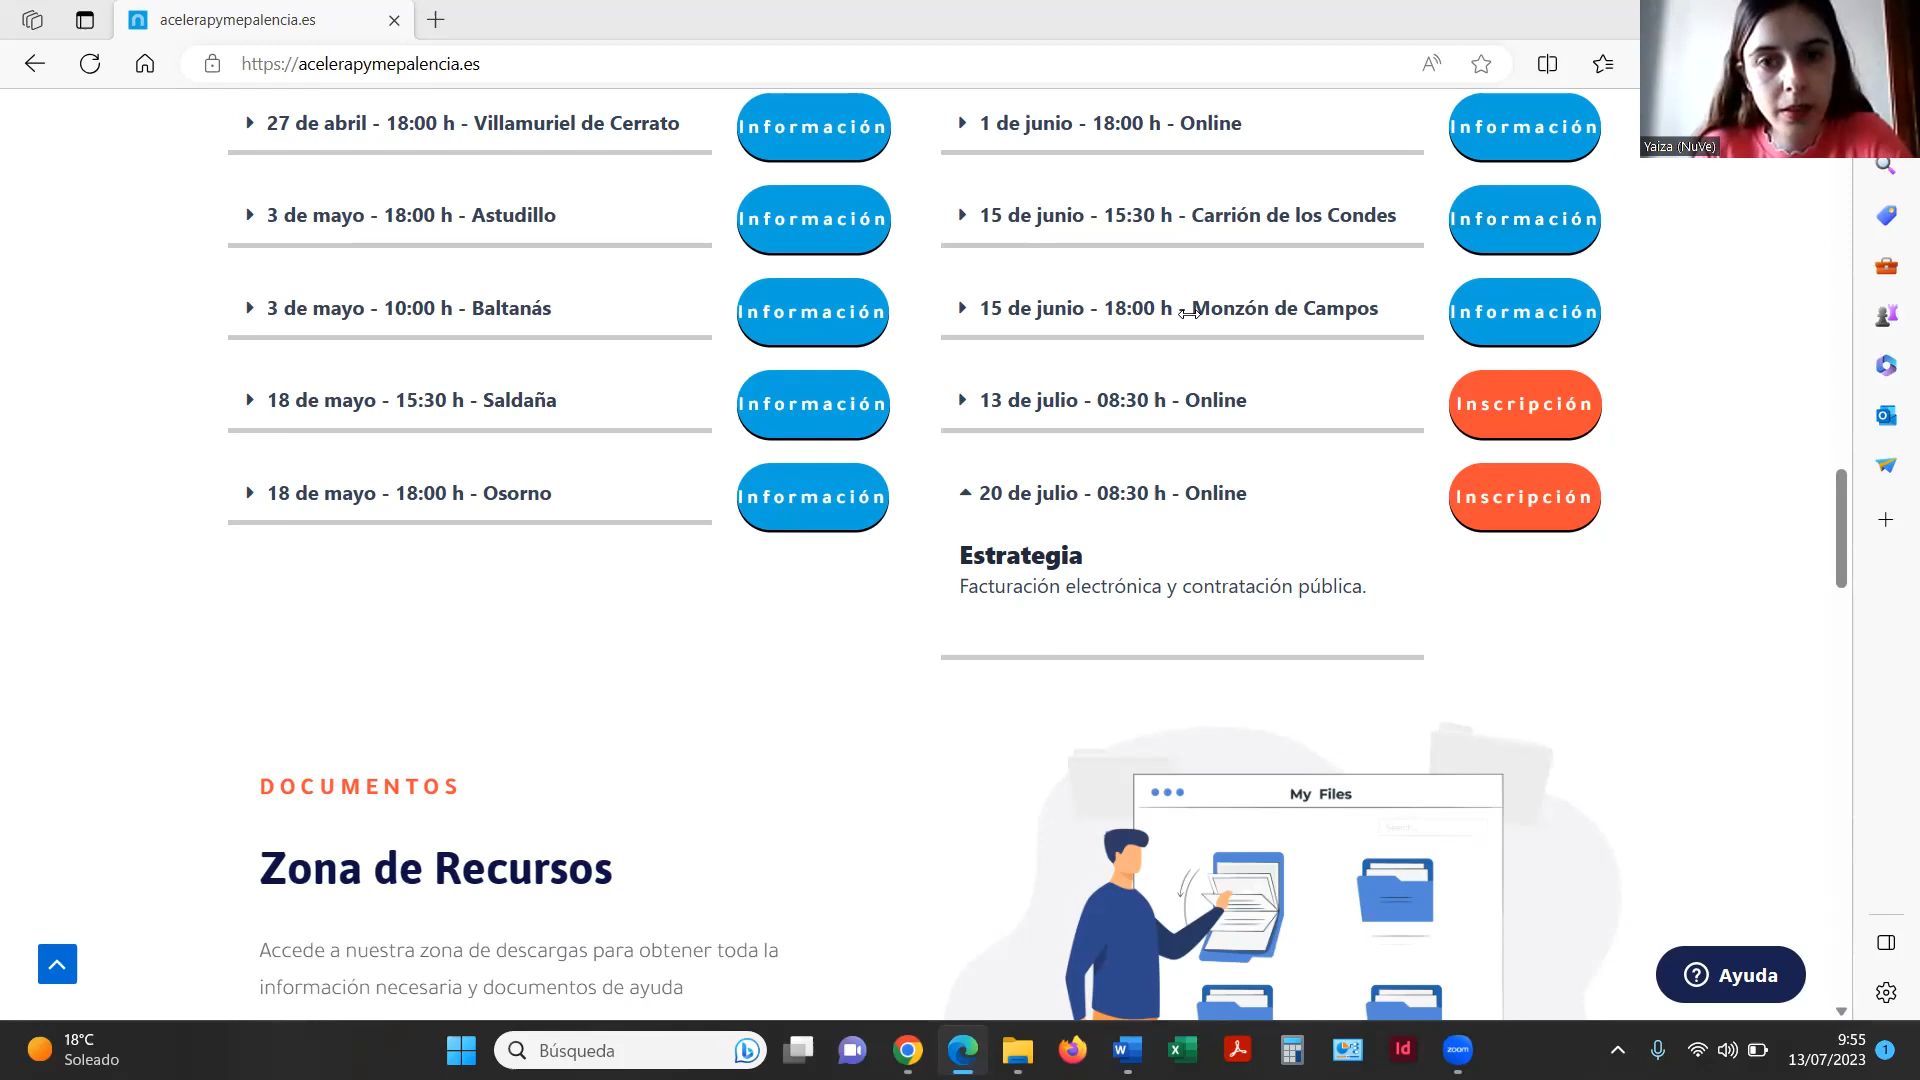 acelerapymepalencia.es
https://acelerapymepalencia.es
Yaiza (NuVe)
27 de abril - 18:00 h - Villamuriel de Cerrato
Información
1 de junio - 18:00 h - Online
Información
3 de mayo - 18:00 h - Astudillo
Información
15 de junio - 15:30 h - Carrión de los Condes
Información
3 de mayo - 10:00 h - Baltanás
Información
15 de junio - 18:00 h - Monzón de Campos
Información
18 de mayo - 15:30 h - Saldaña
Información
13 de julio - 08:30 h - Online
Inscripción
18 de mayo - 18:00 h - Osorno
Información
20 de julio - 08:30 h - Online
Inscripción
Estrategia
Facturación electrónica y contratación pública.
DOCUMENTOS
Zona de Recursos
Accede a nuestra zona de descargas para obtener toda la
información necesaria y documentos de ayuda
My Files
Search...
Ayuda
18°C
Soleado
Búsqueda
W
X
Id
zoom
9:55
13/07/2023
1